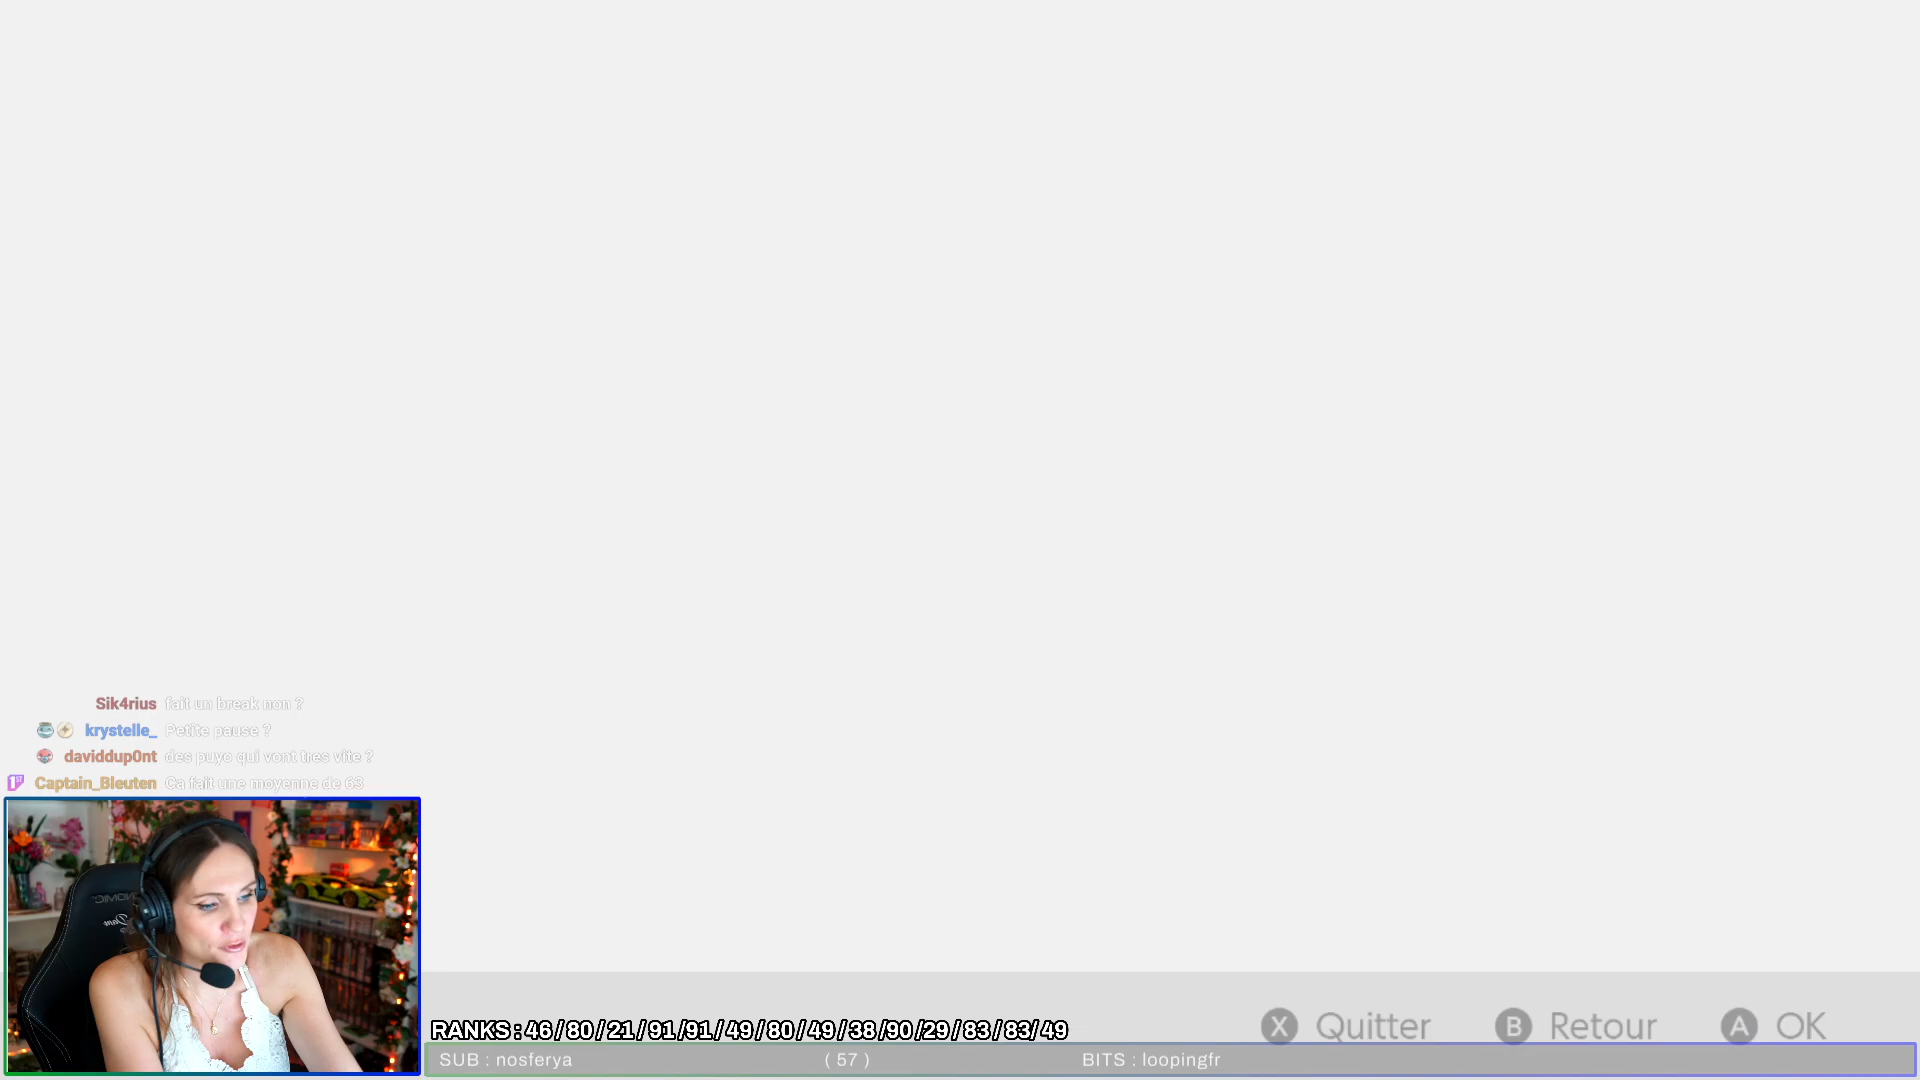 Sik4rius fait un break non ?
krystelle_ Petite pause ?
daviddup0nt des puyo qui vont tres vite ?
Captain_Bleuten Ca fait une moyenne de 63
RANKS : 46 / 80 / 21 / 91 /91 / 49 / 80 / 49 / 38 /90 /29 / 83 / 83/ 49
X Quitter B Retour A OK
SUB : nosferya ( 57 ) BITS : loopingfr